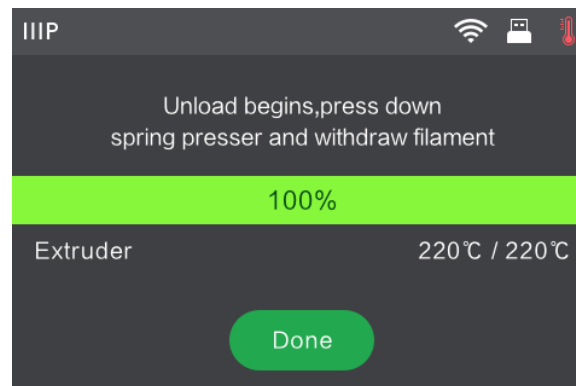 IIIP
Unload begins,press down
spring presser and withdraw filament
100%
Extruder 220℃ / 220℃
Done